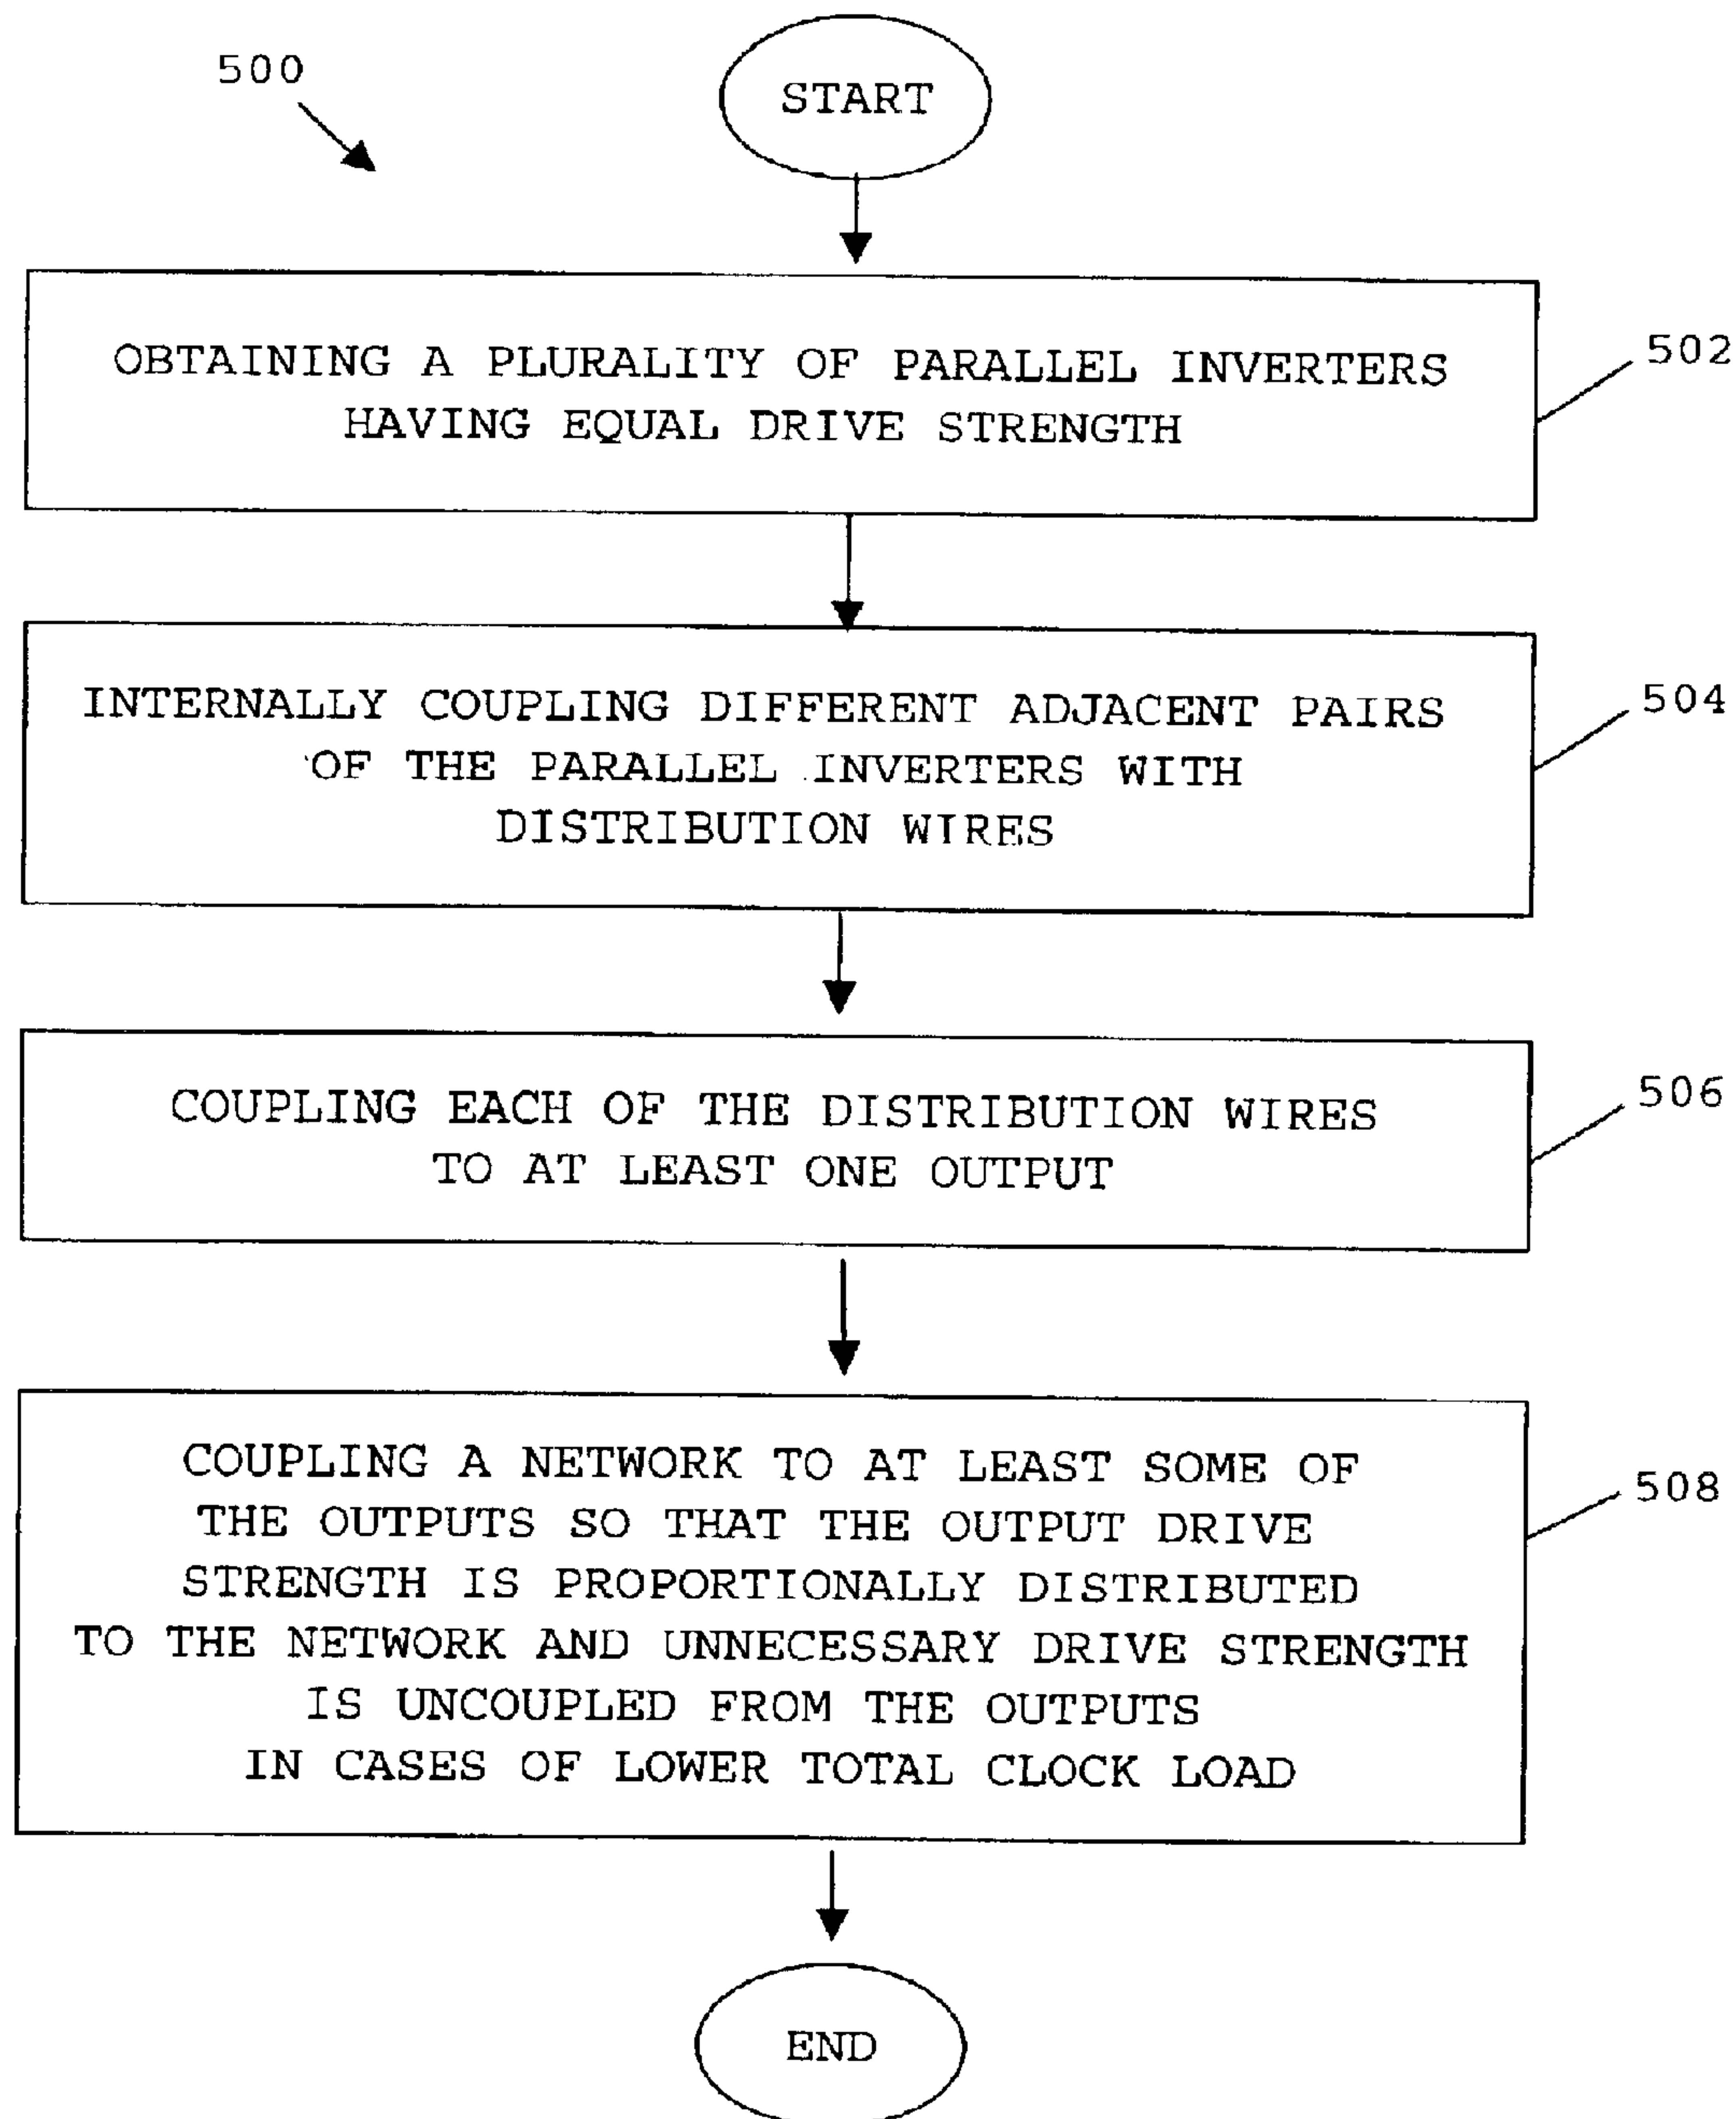 500
START
OBTAINING A PLURALITY OF PARALLEL INVERTERS
HAVING EQUAL DRIVE STRENGTH
502
INTERNALLY COUPLING DIFFERENT ADJACENT PAIRS
OF THE PARALLEL INVERTERS WITH
DISTRIBUTION WIRES
504
COUPLING EACH OF THE DISTRIBUTION WIRES
TO AT LEAST ONE OUTPUT
506
COUPLING A NETWORK TO AT LEAST SOME OF
THE OUTPUTS SO THAT THE OUTPUT DRIVE
STRENGTH IS PROPORTIONALLY DISTRIBUTED
TO THE NETWORK AND UNNECESSARY DRIVE STRENGTH
IS UNCOUPLED FROM THE OUTPUTS
IN CASES OF LOWER TOTAL CLOCK LOAD
508
END